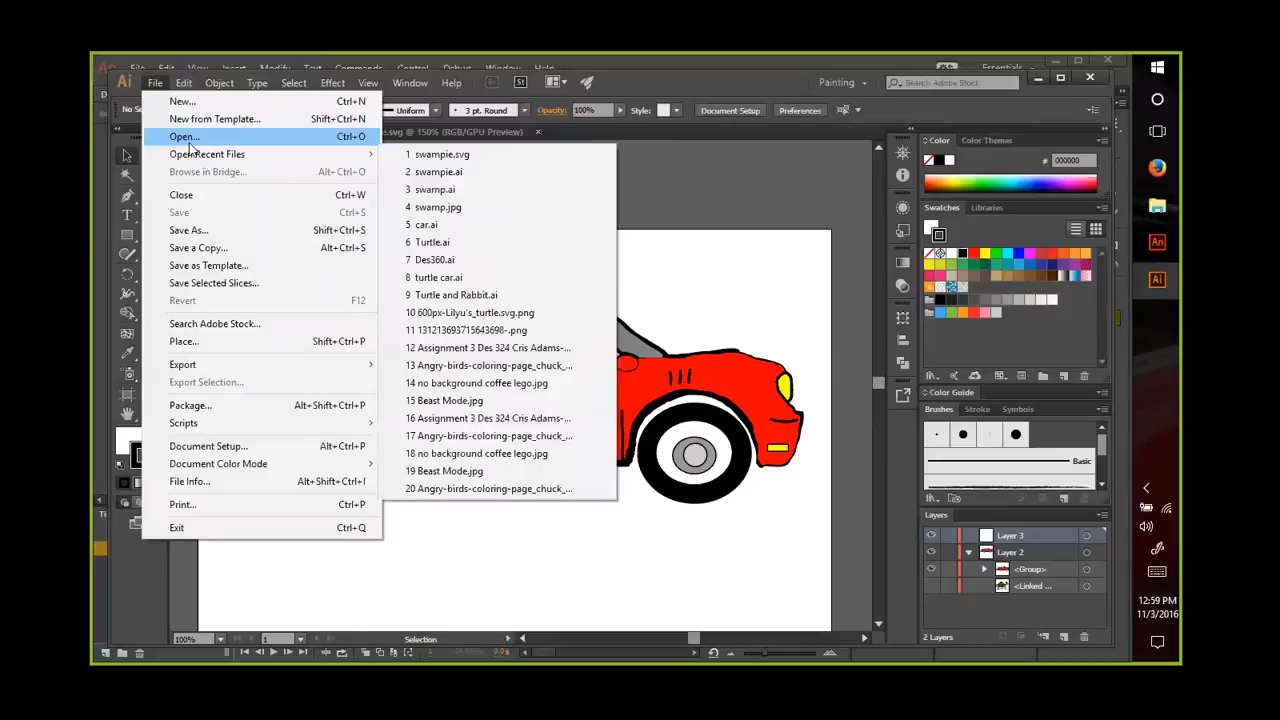 Ai File Edit Object Type Select Effect View Window Help Br St Painting Search Adobe Stock
Uniform 3 pt. Round Opacity: 100% Style: Document Setup Preferences
e.svg @ 150% (RGB/GPU Preview)
New... Ctrl+N
New from Template... Shift+Ctrl+N
Open... Ctrl+O
Open Recent Files
Browse in Bridge... Alt+Ctrl+O
Close Ctrl+W
Save Ctrl+S
Save As... Shift+Ctrl+S
Save a Copy... Alt+Ctrl+S
Save as Template...
Save Selected Slices...
Revert F12
Search Adobe Stock...
Place... Shift+Ctrl+P
Export
Export Selection...
Package... Alt+Shift+Ctrl+P
Scripts
Document Setup... Alt+Ctrl+P
Document Color Mode
File Info... Alt+Shift+Ctrl+I
Print... Ctrl+P
Exit Ctrl+Q
1 swampie.svg
2 swampie.ai
3 swamp.ai
4 swamp.jpg
5 car.ai
6 Turtle.ai
7 Des360.ai
8 turtle car.ai
9 Turtle and Rabbit.ai
10 600px-Lilyu's_turtle.svg.png
11 131213693715643698-.png
12 Assignment 3 Des 324 Cris Adams-...
13 Angry-birds-coloring-page_chuck_...
14 no background coffee lego.jpg
15 Beast Mode.jpg
16 Assignment 3 Des 324 Cris Adams-...
17 Angry-birds-coloring-page_chuck_...
18 no background coffee lego.jpg
19 Beast Mode.jpg
20 Angry-birds-coloring-page_chuck_...
Color Color Themes
# 000000
Swatches Libraries
Color Guide
Brushes Stroke Symbols
Basic
Layers
Layer 3
Layer 2
<Group>
<Linked ...
2 Layers
100% 1 Selection
An
Ai
12:59 PM
11/3/2016